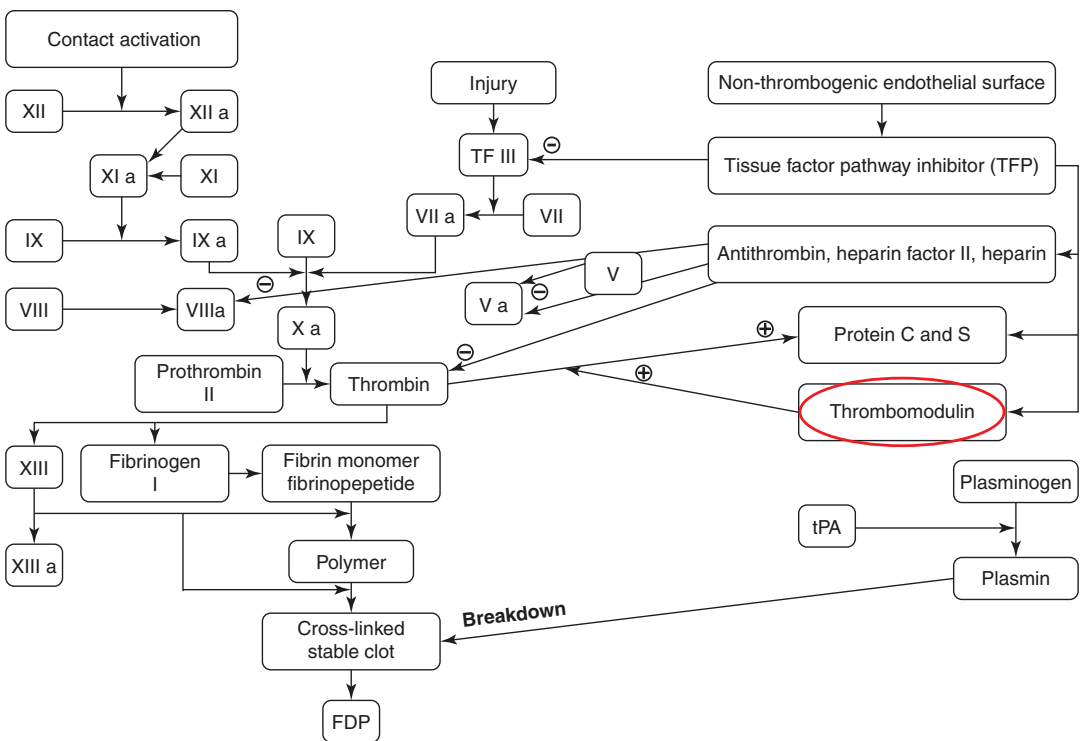 Contact activation
XII
XII a
XI a
XI
IX
IX a
VIII
VIIIa
Injury
TF III
VII a
VII
IX
X a
V
V a
Non-thrombogenic endothelial surface
Tissue factor pathway inhibitor (TFP)
Antithrombin, heparin factor II, heparin
Protein C and S
Thrombomodulin
Prothrombin
II
Thrombin
XIII
XIII a
Fibrinogen
I
Fibrin monomer
fibrinopepetide
Polymer
Cross-linked
stable clot
FDP
Breakdown
Plasminogen
tPA
Plasmin
⊖
⊖
⊖
⊖
⊕
⊕